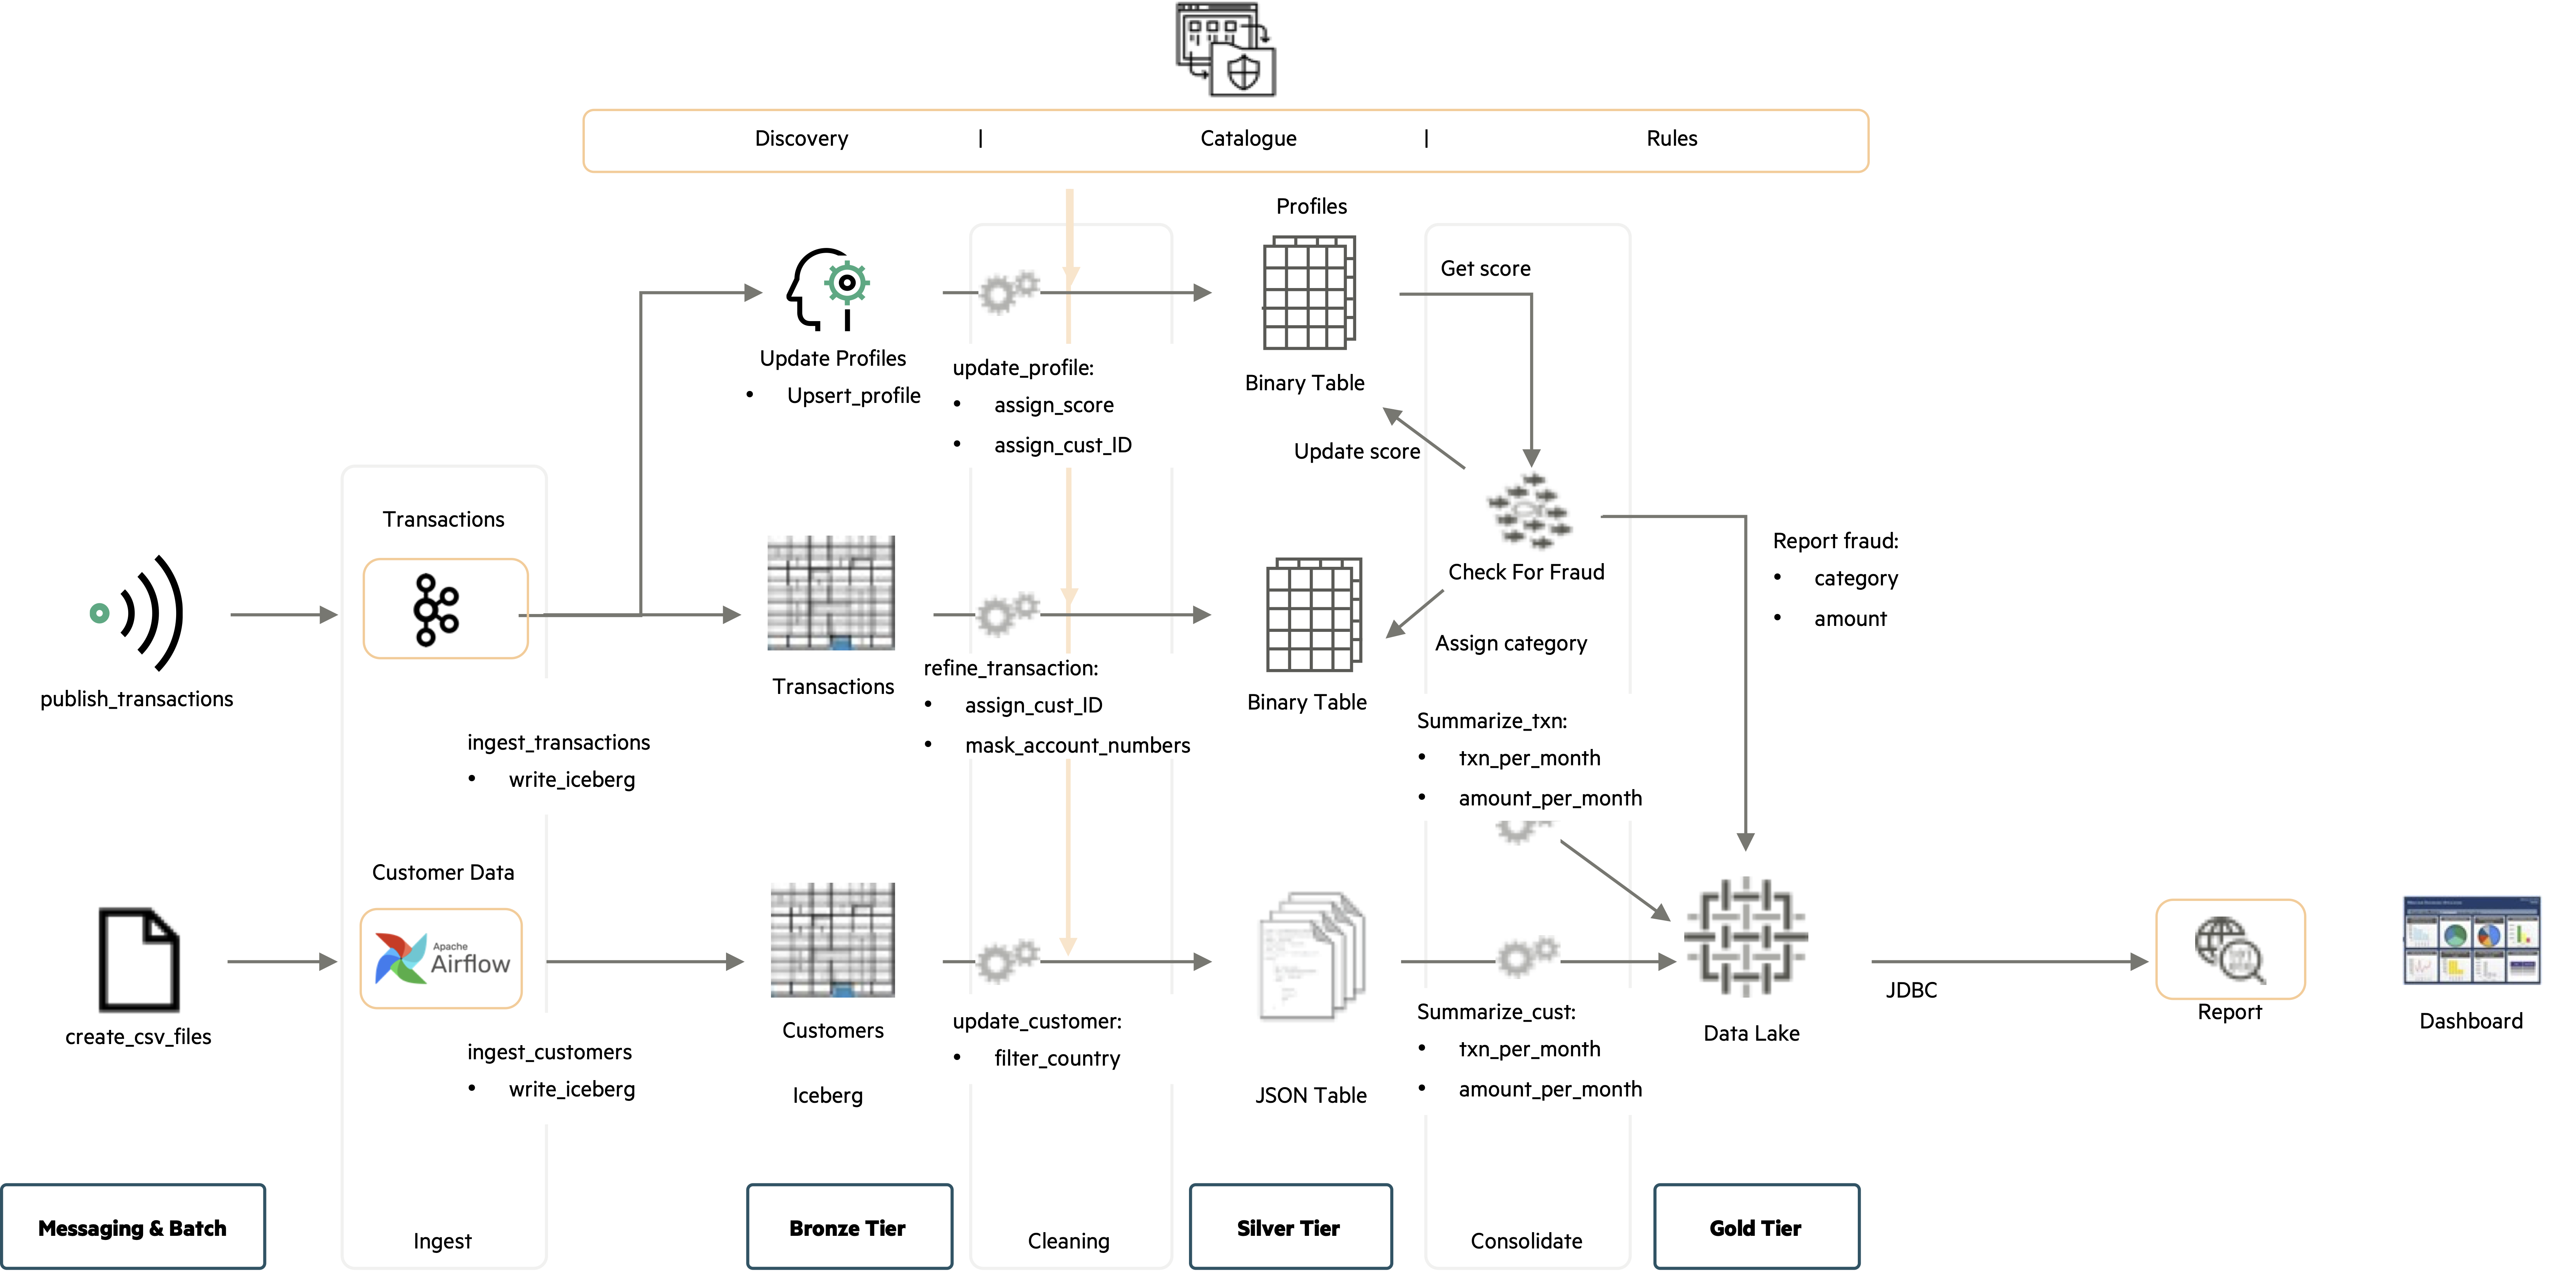 Discovery | Catalogue | Rules
Profiles
Get score
Update Profiles
• Upsert_profile
update_profile:
• assign_score
• assign_cust_ID
Binary Table
Update score
Transactions
Check For Fraud
Report fraud:
• category
• amount
publish_transactions
Transactions
refine_transaction:
• assign_cust_ID
• mask_account_numbers
Binary Table
Assign category
ingest_transactions
• write_iceberg
Summarize_txn:
• txn_per_month
• amount_per_month
Customer Data
Apache
Airflow
create_csv_files
ingest_customers
• write_iceberg
Customers
Iceberg
update_customer:
• filter_country
JSON Table
Summarize_cust:
• txn_per_month
• amount_per_month
Data Lake
JDBC
Report
Dashboard
Messaging & Batch
Ingest
Bronze Tier
Cleaning
Silver Tier
Consolidate
Gold Tier